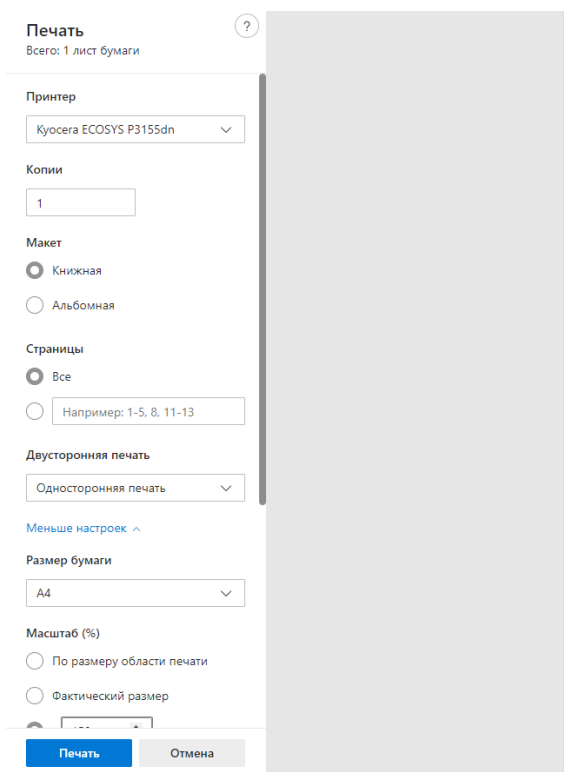 Печать
?
Всего: 1 лист бумаги
Принтер
Kyocera ECOSYS P3155dn
Копии
1
Макет
Книжная
Альбомная
Страницы
Все
Например: 1-5, 8, 11-13
Двусторонняя печать
Односторонняя печать
Меньше настроек
Размер бумаги
A4
Масштаб (%)
По размеру области печати
Фактический размер
Печать
Отмена